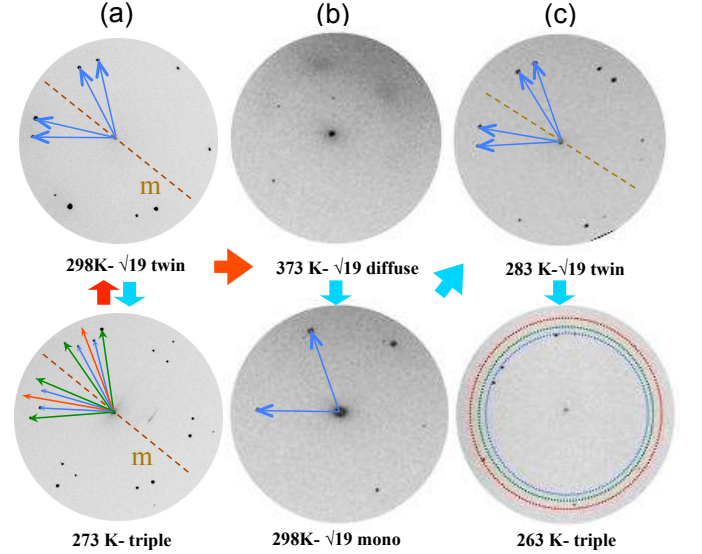 (a)
(b)
(c)
m
298K- √19 twin
373 K- √19 diffuse
283 K-√19 twin
m
273 K- triple
298K- √19 mono
263 K- triple